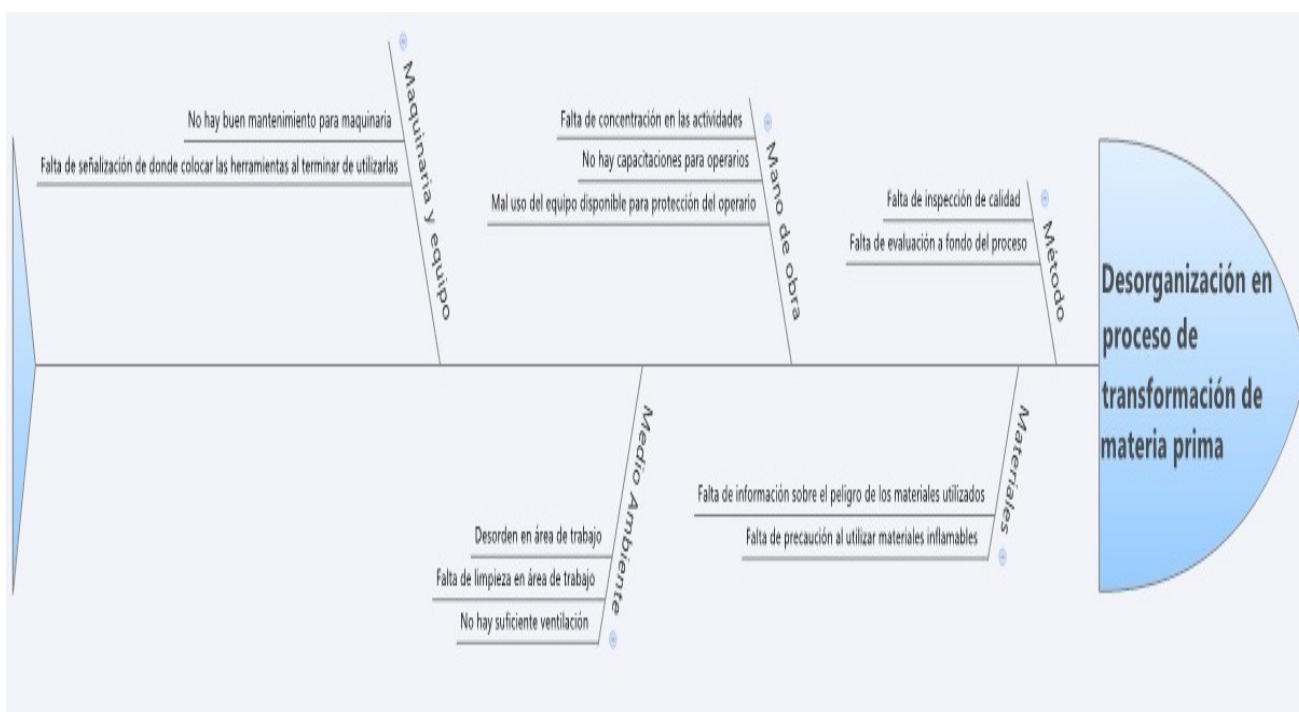 Maquinaria y equipo
No hay buen mantenimiento para maquinaria
Falta de señalización de donde colocar las herramientas al terminar de utilizarlas
Mano de obra
Falta de concentración en las actividades
No hay capacitaciones para operarios
Mal uso del equipo disponible para protección del operario
Método
Falta de inspección de calidad
Falta de evaluación a fondo del proceso
Desorganización en
proceso de
transformación de
materia prima
Medio Ambiente
Desorden en área de trabajo
Falta de limpieza en área de trabajo
No hay suficiente ventilación
Materiales
Falta de información sobre el peligro de los materiales utilizados
Falta de precaución al utilizar materiales inflamables